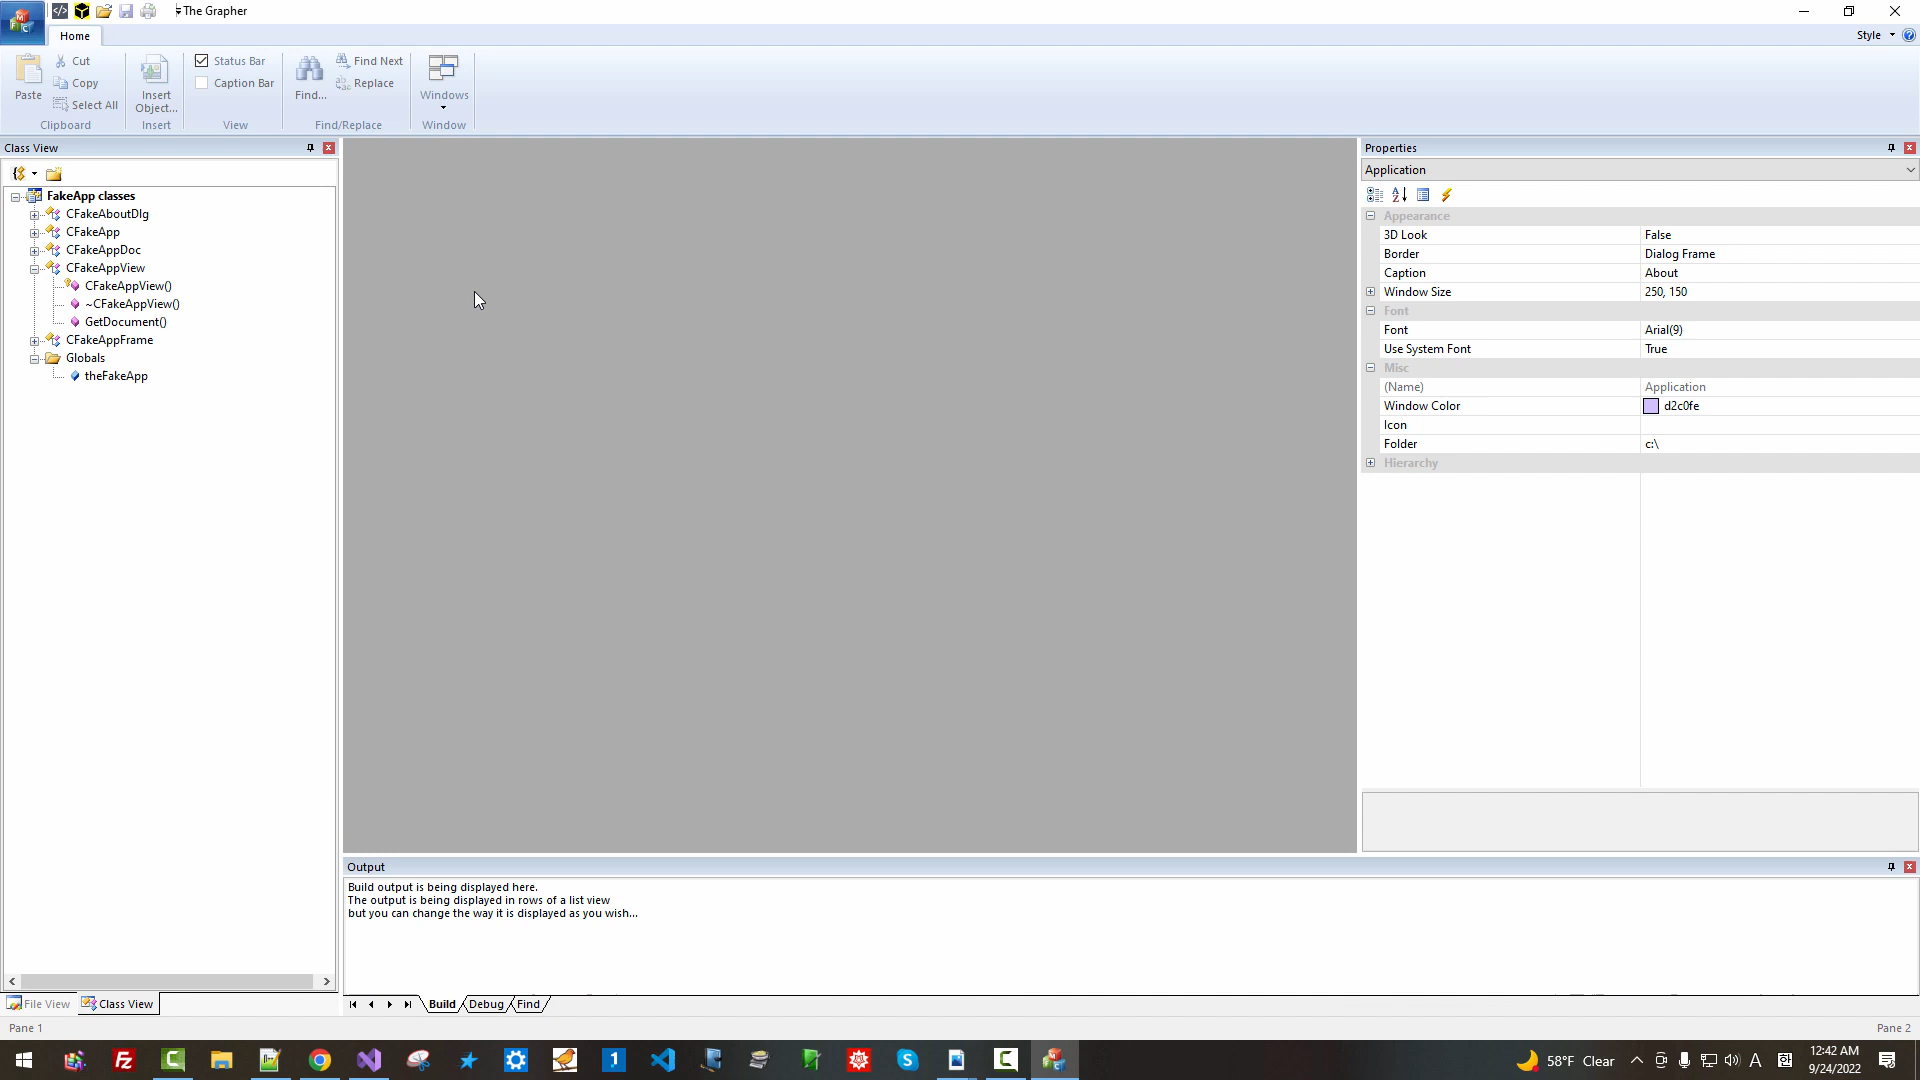 The Grapher
Home
Style
Paste
Cut
Copy
Select All
Clipboard
Insert
Object...
Insert
Status Bar
Caption Bar
View
Find...
Find Next
Replace
Find/Replace
Windows
Window
Class View
FakeApp classes
CFakeAboutDlg
CFakeApp
CFakeAppDoc
CFakeAppView
CFakeAppView()
~CFakeAppView()
GetDocument()
CFakeAppFrame
Globals
theFakeApp
File View
Class View
Output
Build output is being displayed here.
The output is being displayed in rows of a list view
but you can change the way it is displayed as you wish...
Build
Debug
Find
Properties
Application
Appearance
3D Look False
Border Dialog Frame
Caption About
Window Size 250, 150
Font
Font Arial(9)
Use System Font True
Misc
(Name) Application
Window Color d2c0fe
Icon
Folder c:\
Hierarchy
Pane 1
Pane 2
58°F Clear
A
12:42 AM
9/24/2022